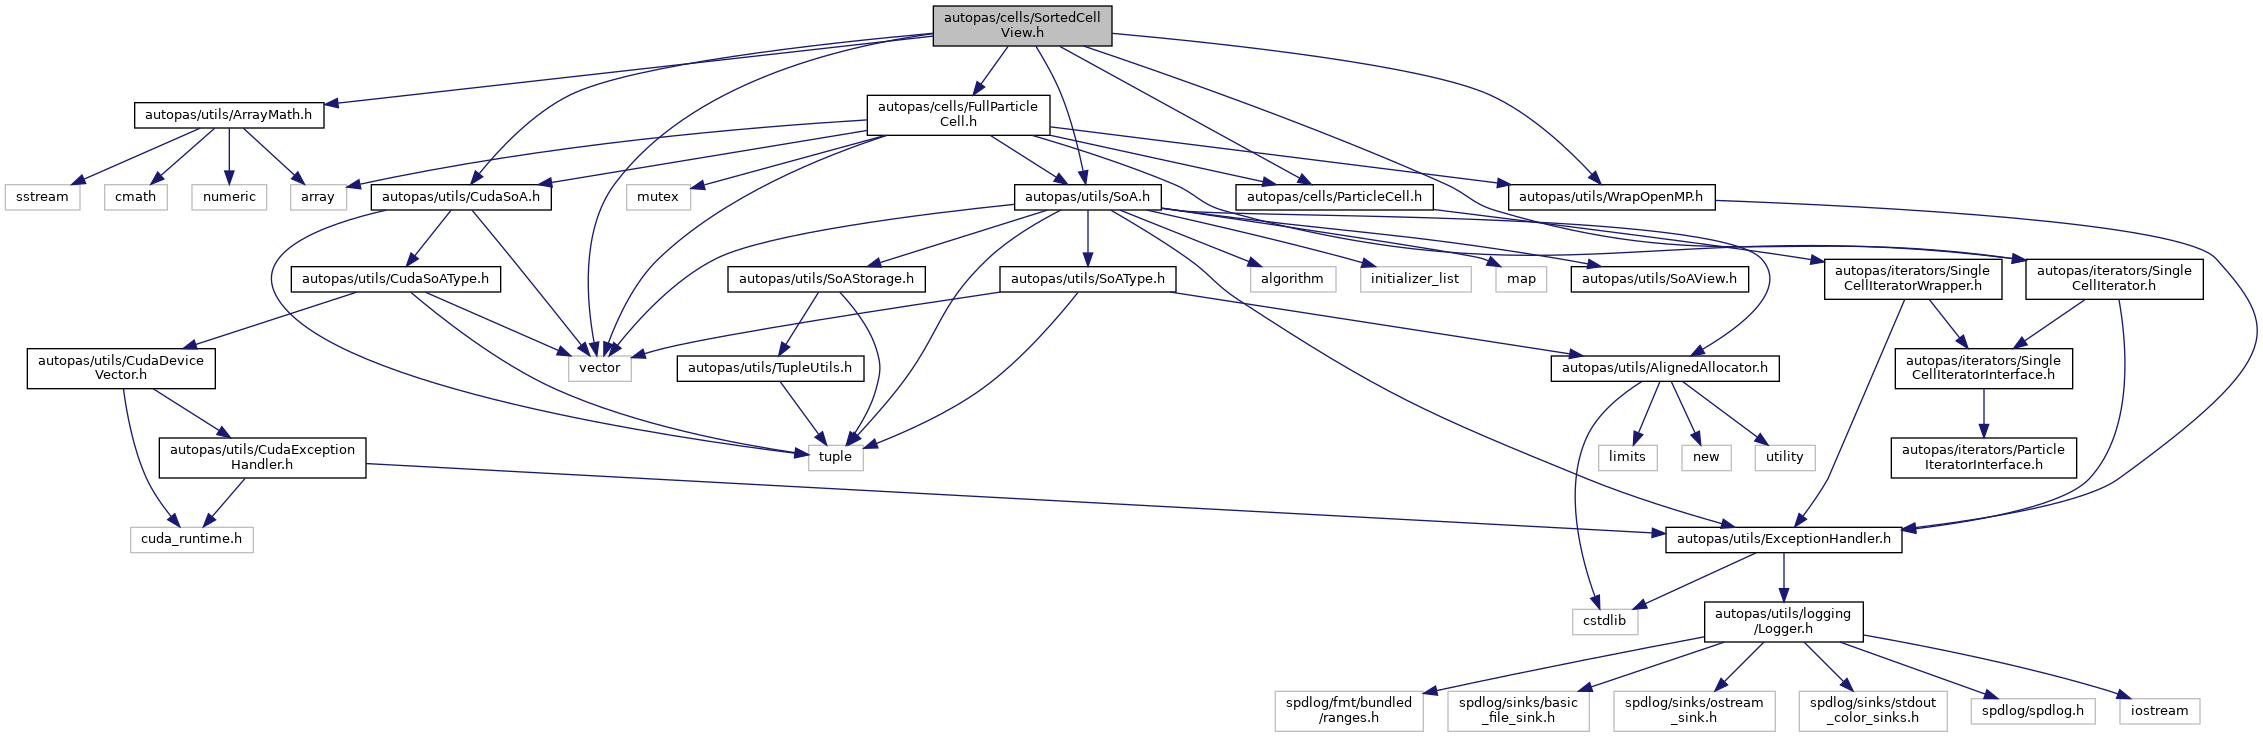 autopas/cells/SortedCell
View.h
autopas/utils/ArrayMath.h
autopas/cells/FullParticle
Cell.h
sstream
cmath
numeric
array
autopas/utils/CudaSoA.h
mutex
autopas/utils/SoA.h
autopas/cells/ParticleCell.h
autopas/utils/WrapOpenMP.h
autopas/utils/CudaSoAType.h
autopas/utils/SoAStorage.h
autopas/utils/SoAType.h
algorithm
initializer_list
map
autopas/utils/SoAView.h
autopas/iterators/Single
CellIteratorWrapper.h
autopas/iterators/Single
CellIterator.h
autopas/utils/CudaDevice
Vector.h
vector
autopas/utils/TupleUtils.h
autopas/utils/AlignedAllocator.h
autopas/iterators/Single
CellIteratorInterface.h
autopas/utils/CudaException
Handler.h
tuple
limits
new
utility
autopas/iterators/Particle
IteratorInterface.h
cuda_runtime.h
autopas/utils/ExceptionHandler.h
cstdlib
autopas/utils/logging
/Logger.h
spdlog/fmt/bundled
/ranges.h
spdlog/sinks/basic
_file_sink.h
spdlog/sinks/ostream
_sink.h
spdlog/sinks/stdout
_color_sinks.h
spdlog/spdlog.h
iostream